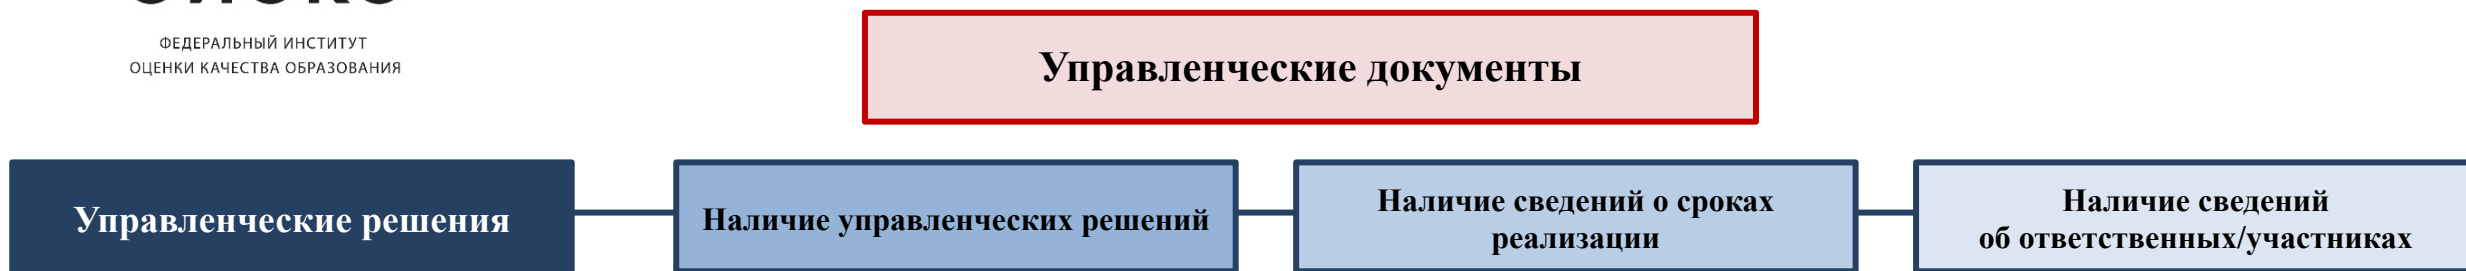 ФЕДЕРАЛЬНЫЙ ИНСТИТУТ
ОЦЕНКИ КАЧЕСТВА ОБРАЗОВАНИЯ
Управленческие документы
Управленческие решения
Наличие управленческих решений
Наличие сведений о сроках
реализации
Наличие сведений
об ответственных/участниках